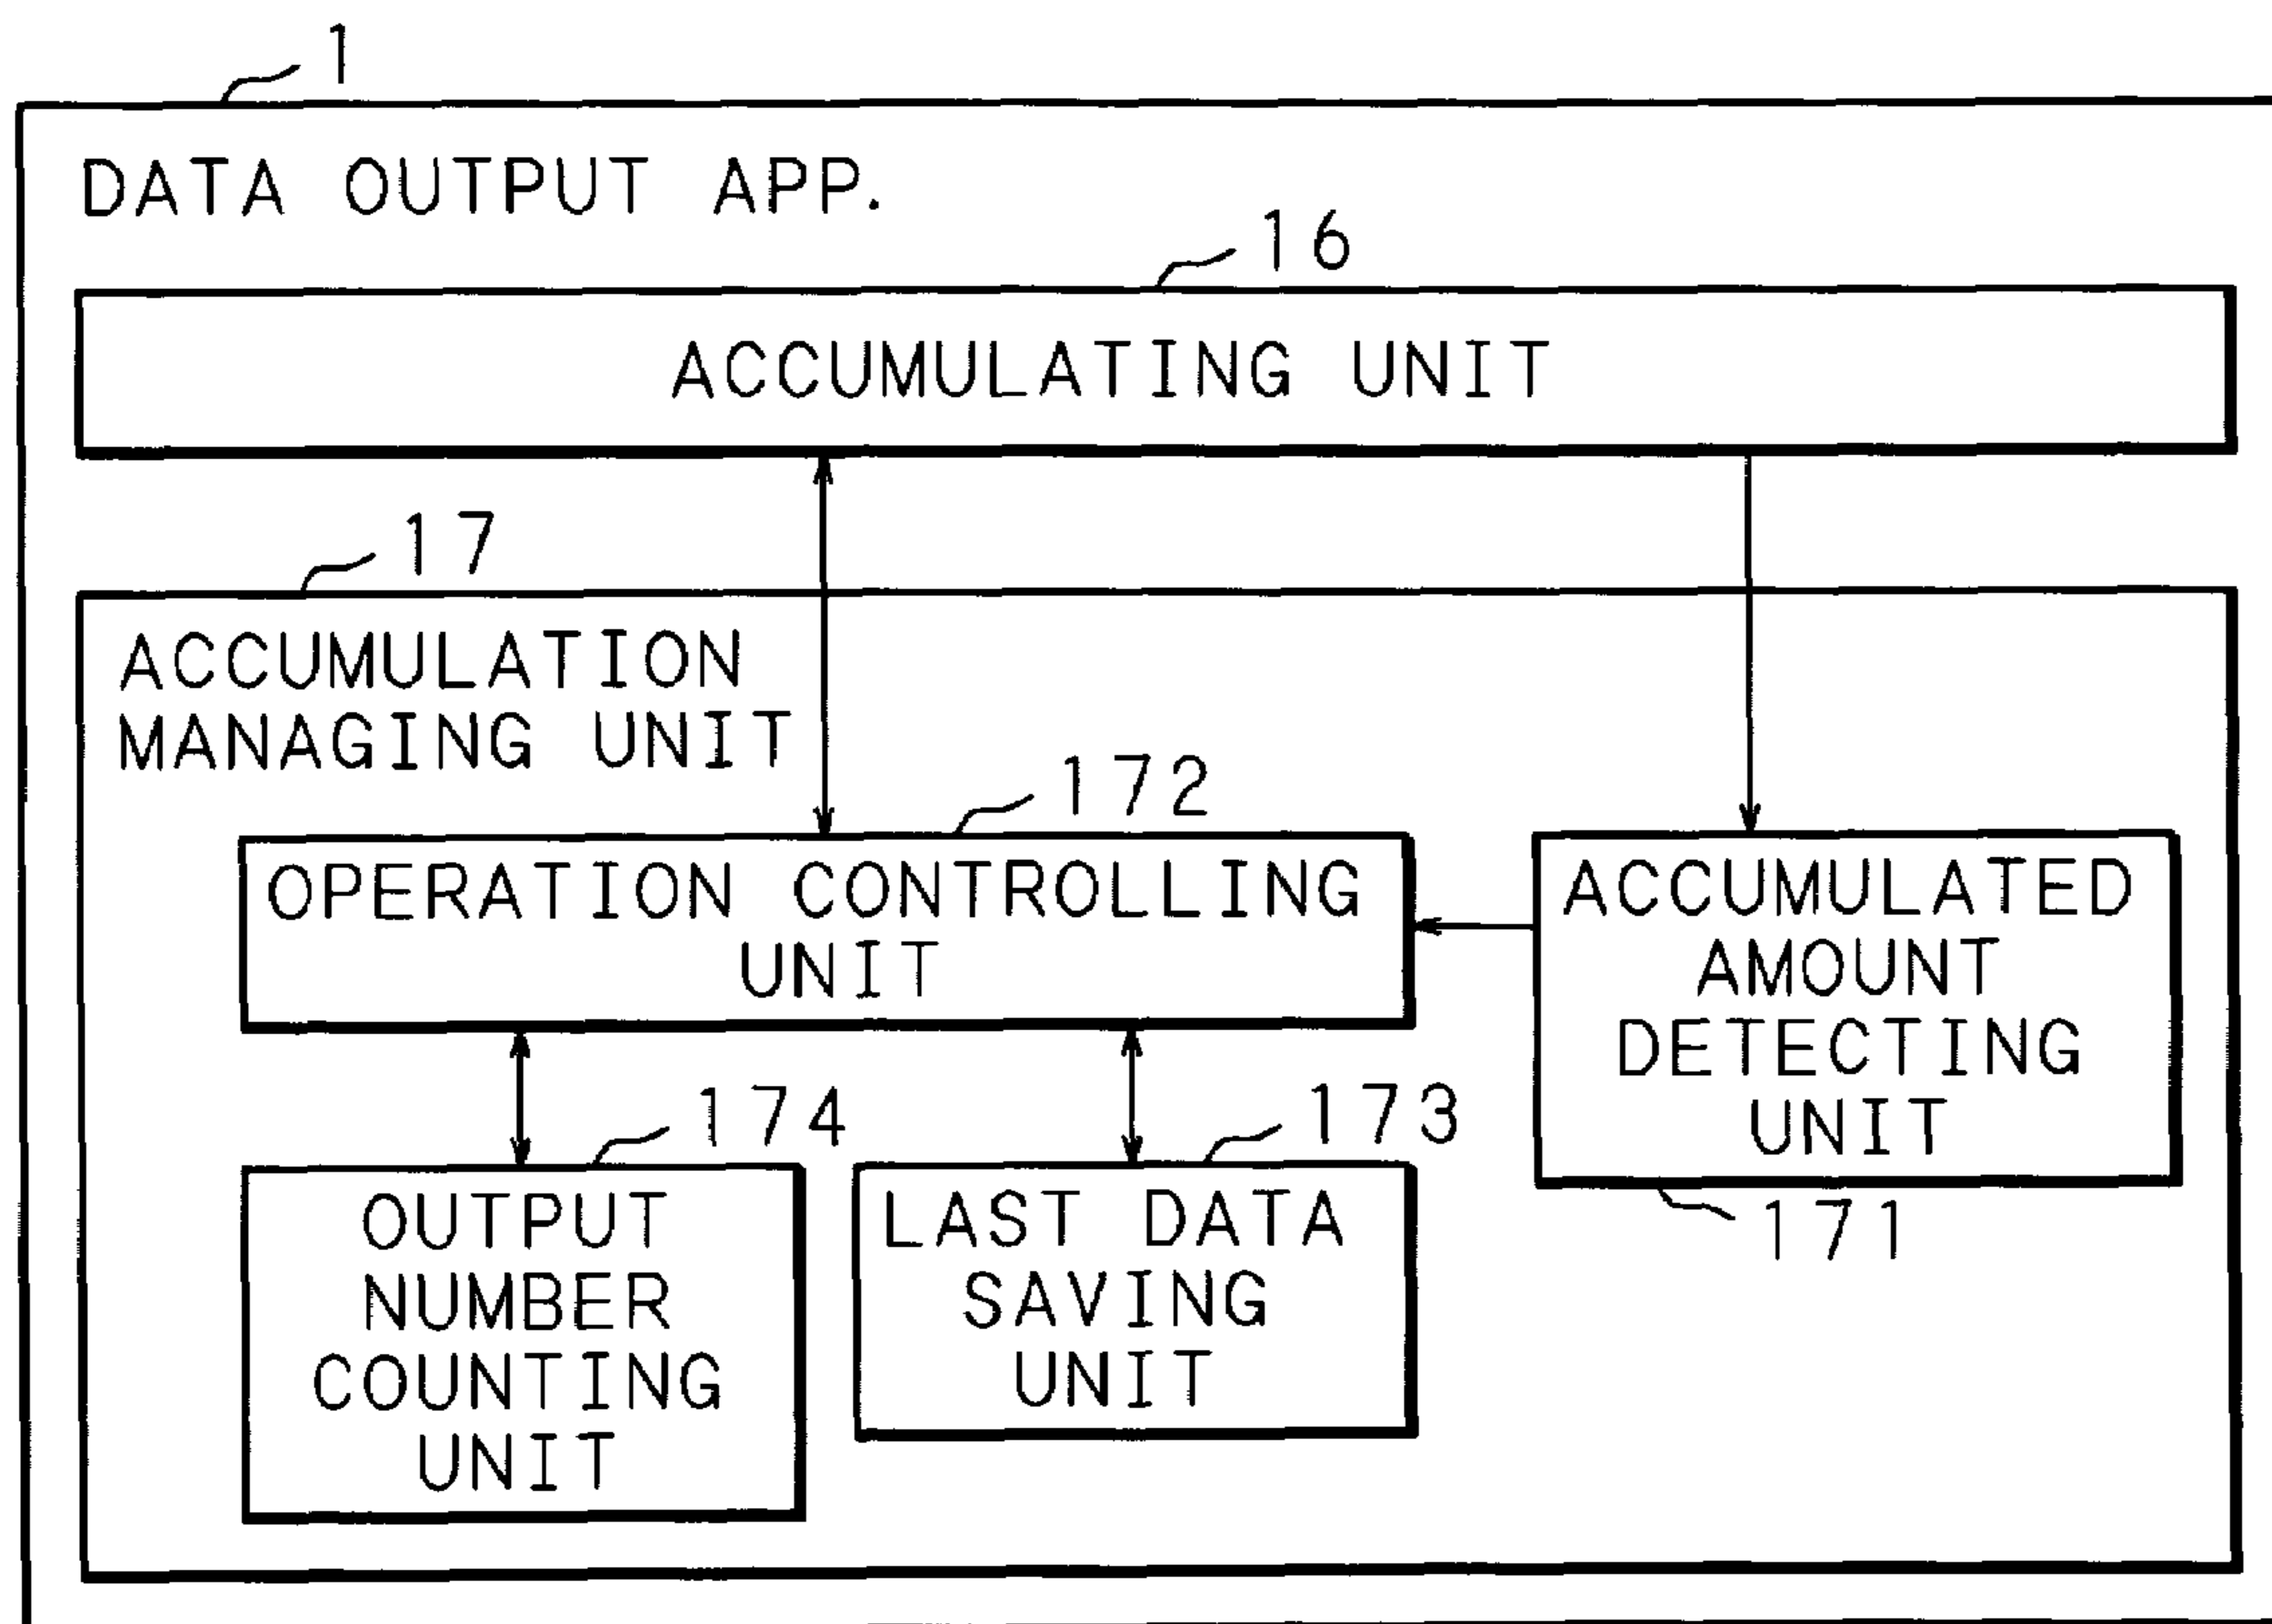 1
DATA OUTPUT APP.
16
ACCUMULATING UNIT
17
ACCUMULATION
MANAGING UNIT
172
OPERATION CONTROLLING
UNIT
ACCUMULATED
AMOUNT
DETECTING
UNIT
171
174
OUTPUT
NUMBER
COUNTING
UNIT
173
LAST DATA
SAVING
UNIT